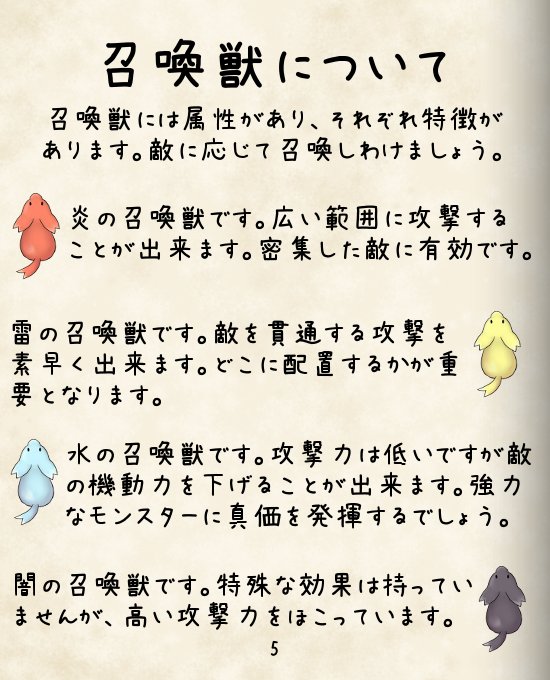 召喚獣について
召喚獣には属性があり、それぞれ特徴が
あります。敵に応じて召喚しわけましょう。
炎の召喚獣です。広い範囲に攻撃する
ことが出来ます。密集した敵に有効です。
雷の召喚獣です。敵を貫通する攻撃を
素早く出来ます。どこに配置するかが重
要となります。
水の召喚獣です。攻撃力は低いですが敵
の機動力を下げることが出来ます。強力
なモンスターに真価を発揮するでしょう。
闇の召喚獣です。特殊な効果は持ってい
ませんが、高い攻撃力をほこっています。
5